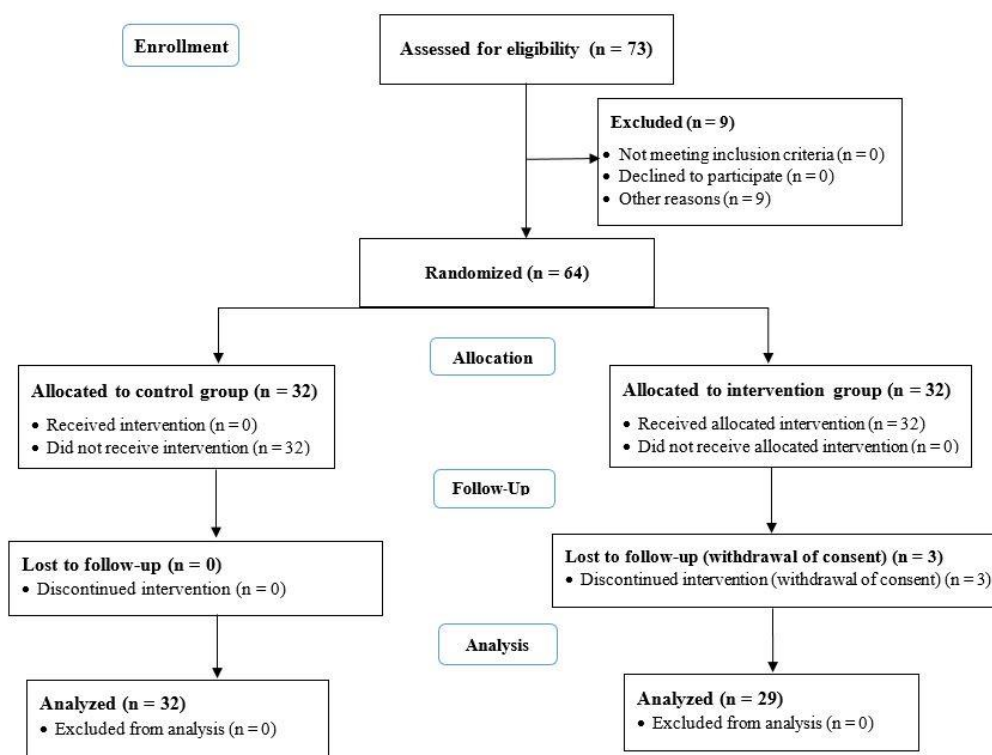 Enrollment
Assessed for eligibility (n = 73)
Excluded (n = 9)
• Not meeting inclusion criteria (n = 0)
• Declined to participate (n = 0)
• Other reasons (n = 9)
Randomized (n = 64)
Allocation
Allocated to control group (n = 32)
• Received intervention (n = 0)
• Did not receive intervention (n = 32)
Allocated to intervention group (n = 32)
• Received allocated intervention (n = 32)
• Did not receive allocated intervention (n = 0)
Follow-Up
Lost to follow-up (n = 0)
• Discontinued intervention (n = 0)
Lost to follow-up (withdrawal of consent) (n = 3)
• Discontinued intervention (withdrawal of consent) (n = 3)
Analysis
Analyzed (n = 32)
• Excluded from analysis (n = 0)
Analyzed (n = 29)
• Excluded from analysis (n = 0)